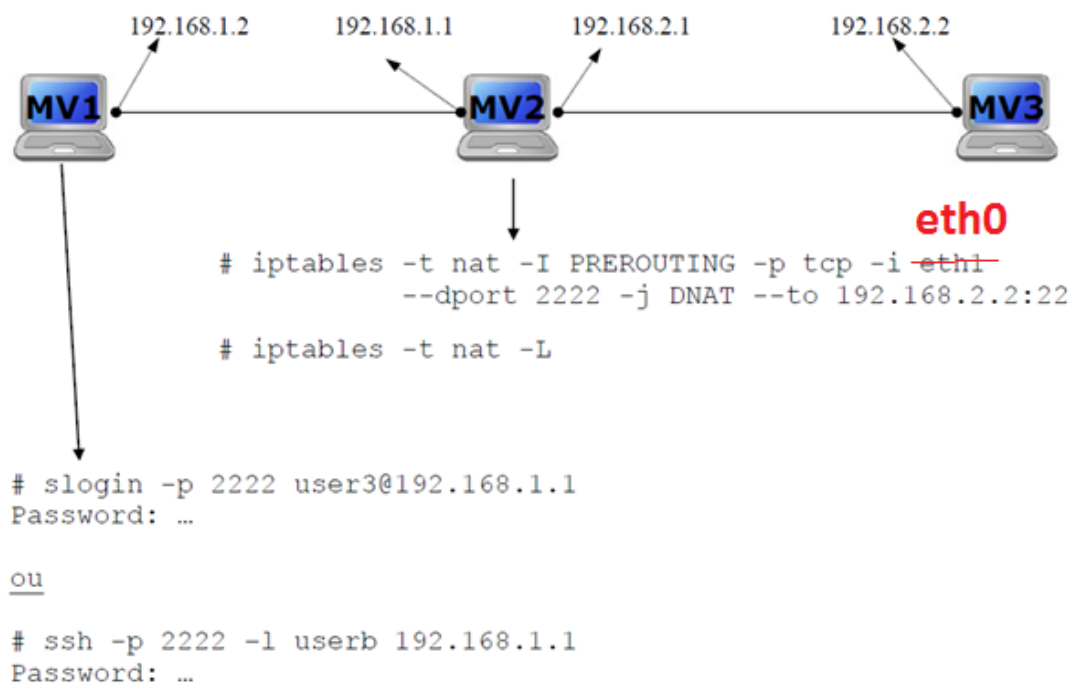 192.168.1.2 192.168.1.1 192.168.2.1 192.168.2.2
MV1 MV2 MV3
eth0
# iptables -t nat -I PREROUTING -p tcp -i eth1
--dport 2222 -j DNAT --to 192.168.2.2:22
# iptables -t nat -L
# slogin -p 2222 user3@192.168.1.1
Password: …
ou
# ssh -p 2222 -l userb 192.168.1.1
Password: …